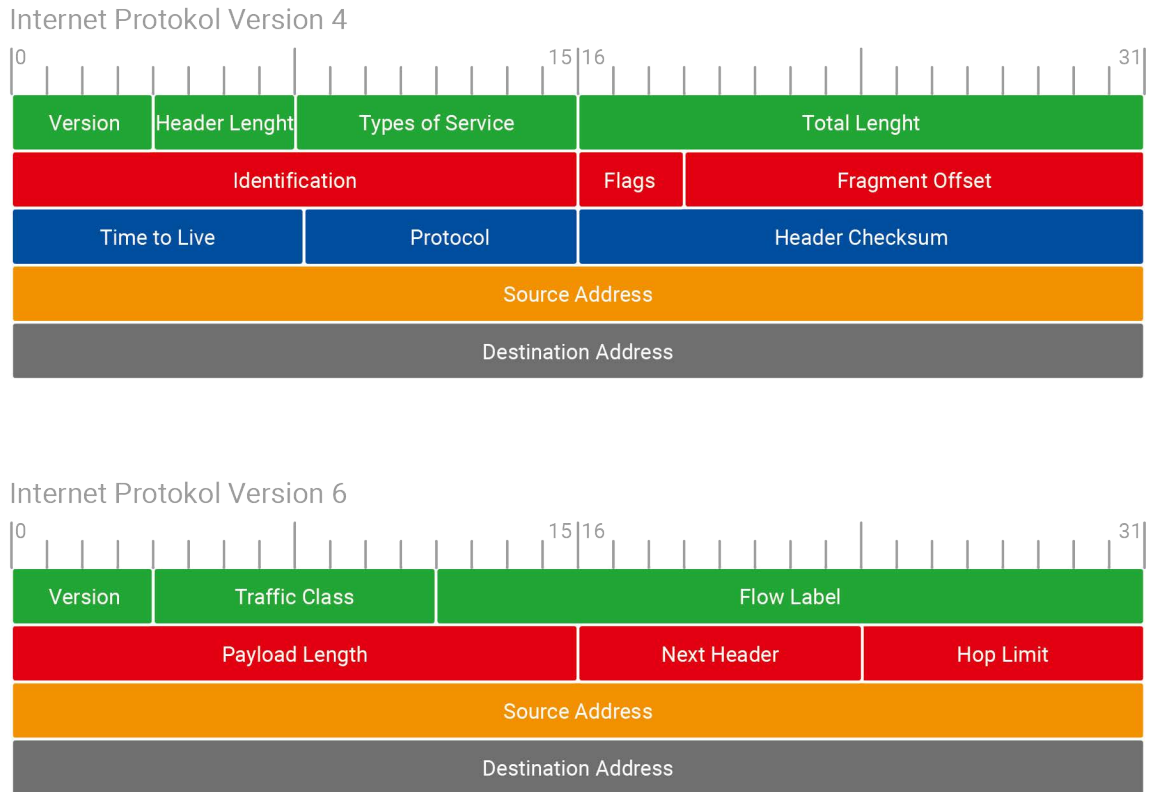 Internet Protokol Version 4
0 15 16 31
Version Header Lenght Types of Service Total Lenght
Identification Flags Fragment Offset
Time to Live Protocol Header Checksum
Source Address
Destination Address
Internet Protokol Version 6
0 15 16 31
Version Traffic Class Flow Label
Payload Length Next Header Hop Limit
Source Address
Destination Address